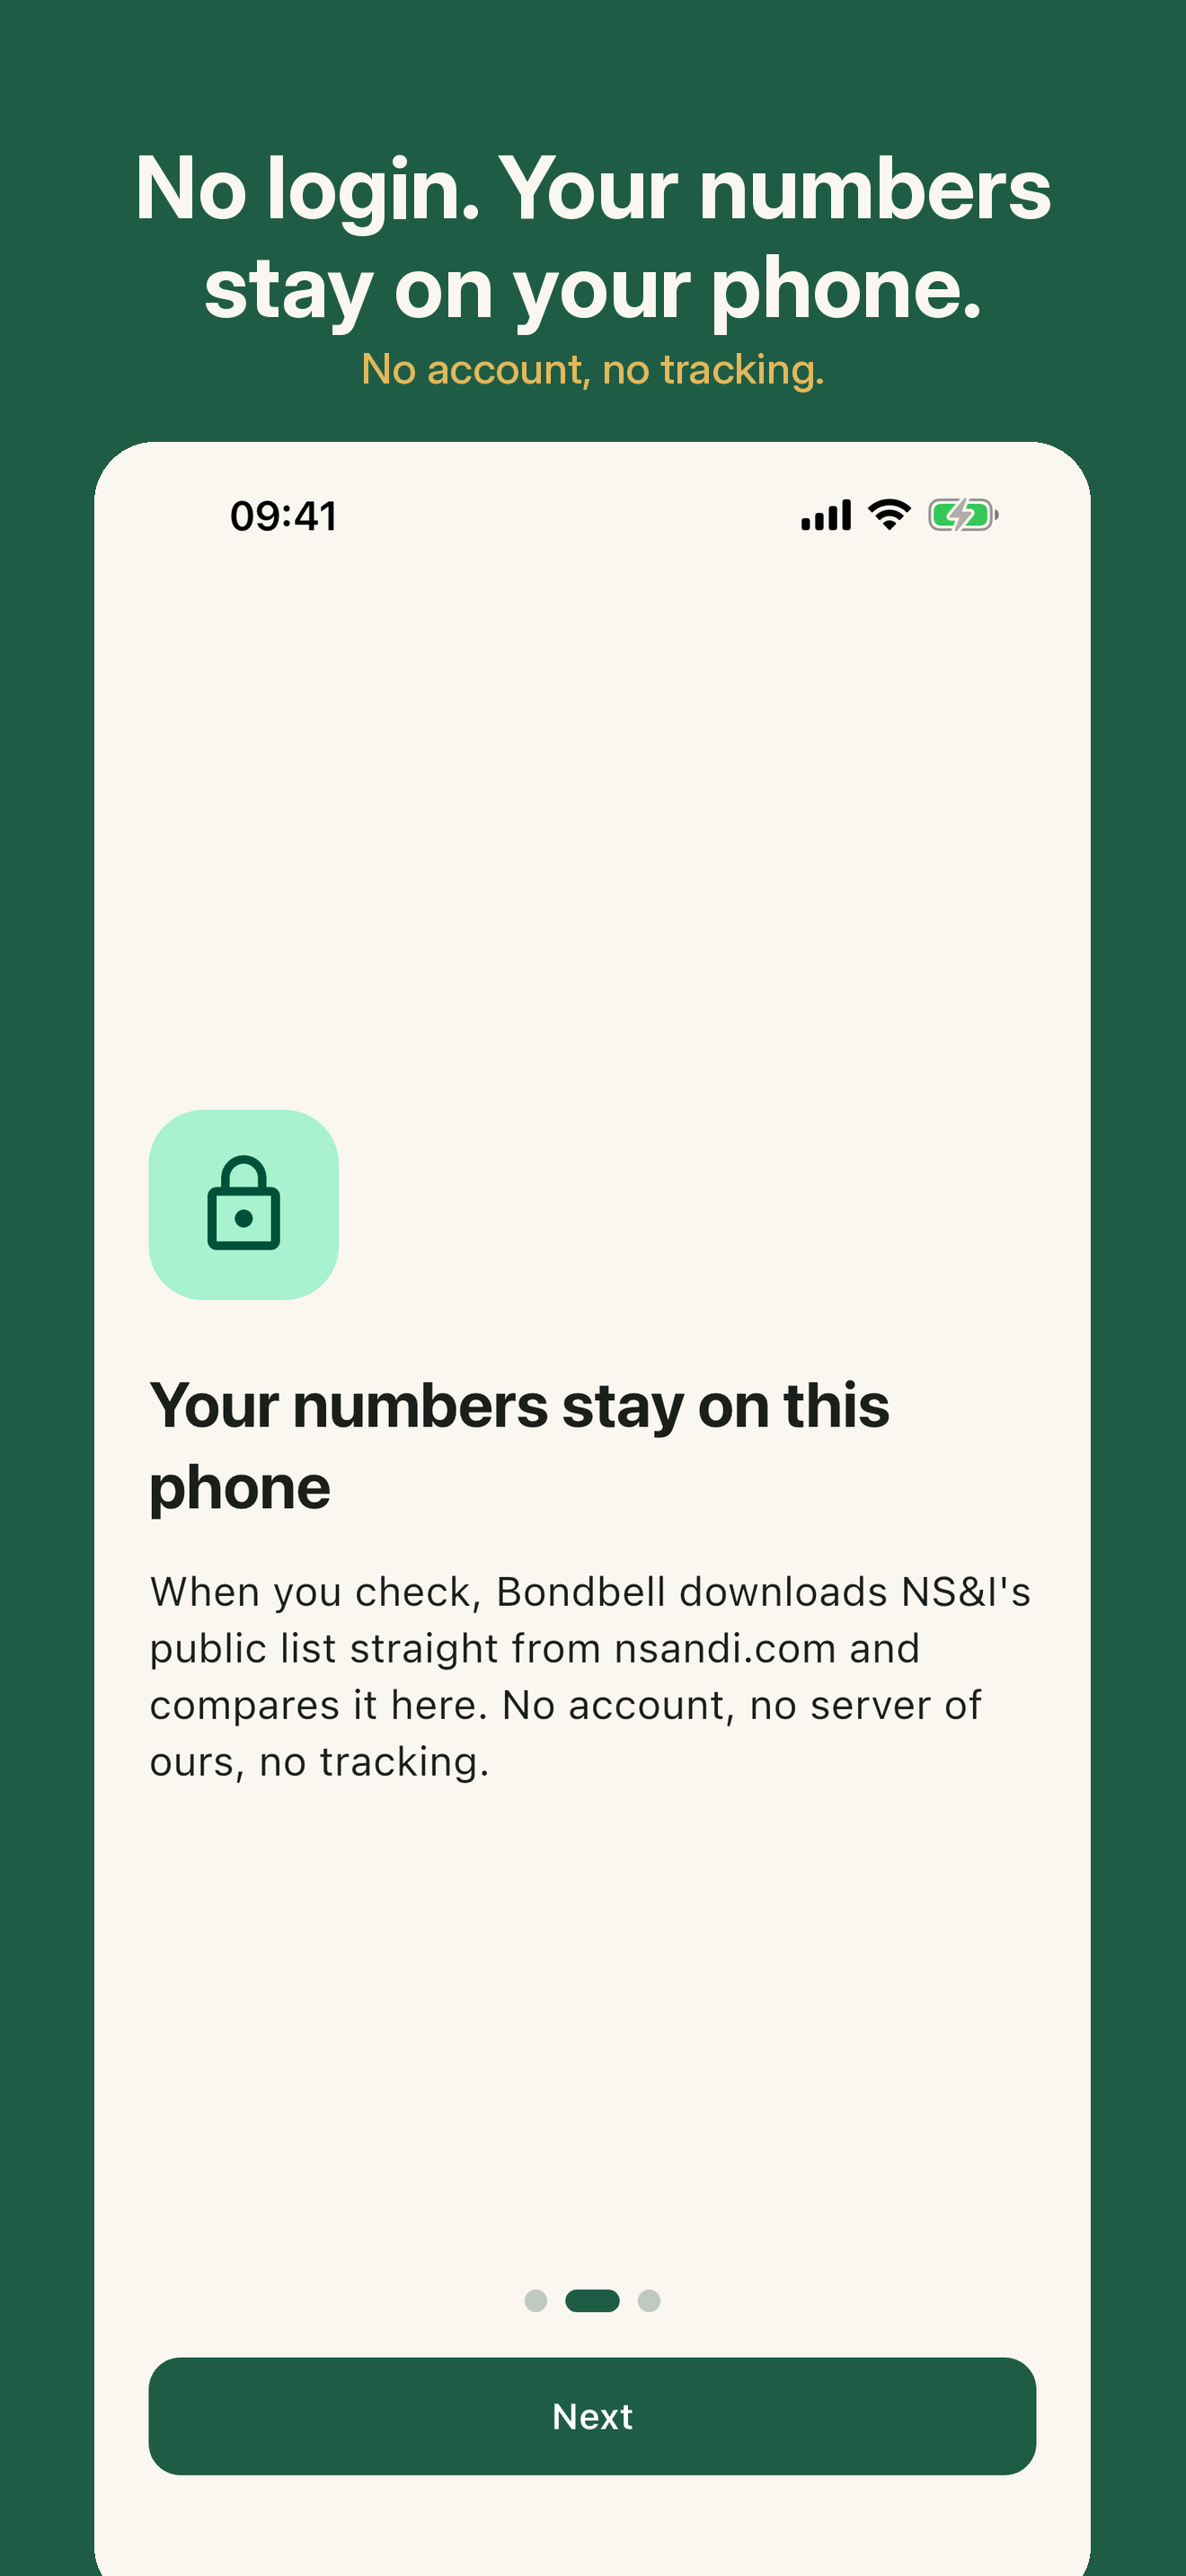 No login. Your numbers
stay on your phone.
No account, no tracking.
09:41
Your numbers stay on this
phone
When you check, Bondbell downloads NS&I's
public list straight from nsandi.com and
compares it here. No account, no server of
ours, no tracking.
Next